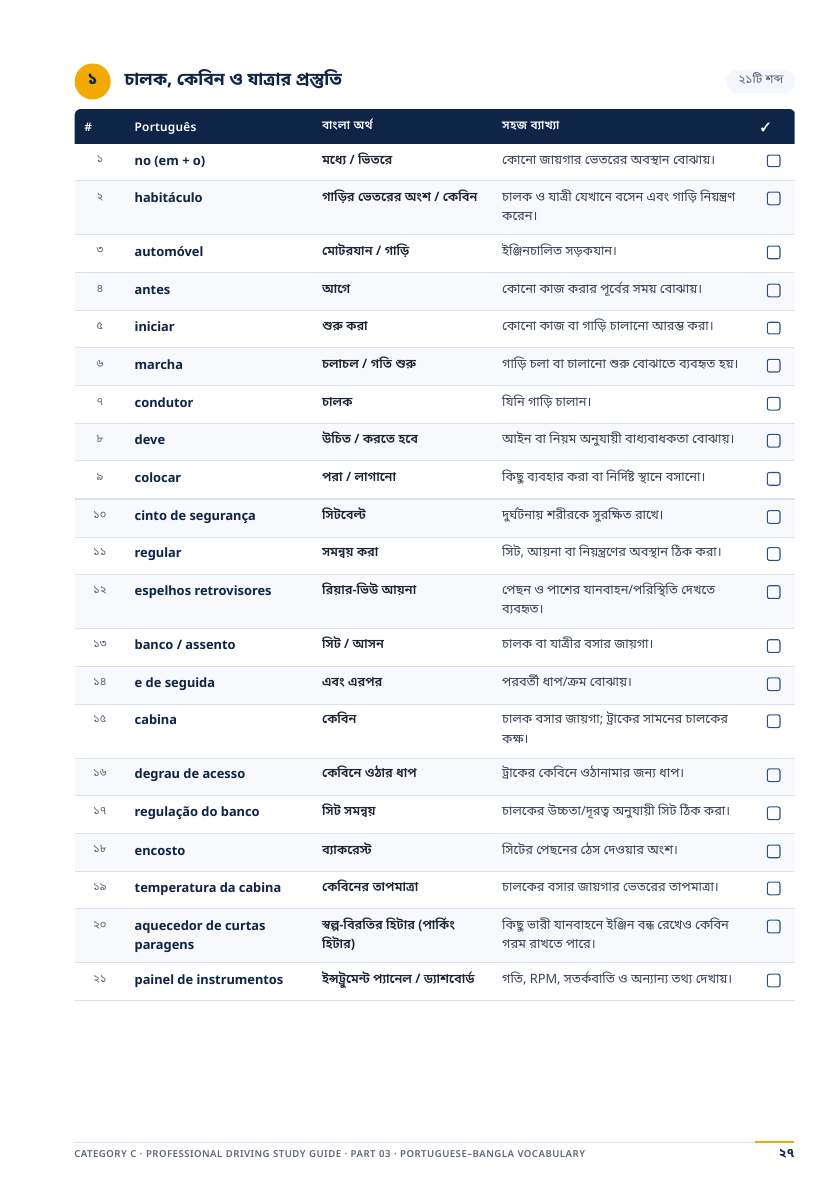 ১ চালক, কেবিন ও যাত্রার প্রস্তুতি ২১টি শব্দ
# Português বাংলা অর্থ সহজ ব্যাখ্যা ✓
১ no (em + o) মধ্যে / ভিতরে কোনো জায়গার ভেতরের অবস্থান বোঝায়।
২ habitáculo গাড়ির ভেতরের অংশ / কেবিন চালক ও যাত্রী যেখানে বসেন এবং গাড়ি নিয়ন্ত্রণ
করেন।
৩ automóvel মোটরযান / গাড়ি ইঞ্জিনচালিত সড়কযান।
৪ antes আগে কোনো কাজ করার পূর্বের সময় বোঝায়।
৫ iniciar শুরু করা কোনো কাজ বা গাড়ি চালানো আরম্ভ করা।
৬ marcha চলাচল / গতি শুরু গাড়ি চলা বা চালানো শুরু বোঝাতে ব্যবহৃত হয়।
৭ condutor চালক যিনি গাড়ি চালান।
৮ deve উচিত / করতে হবে আইন বা নিয়ম অনুযায়ী বাধ্যবাধকতা বোঝায়।
৯ colocar পরা / লাগানো কিছু ব্যবহার করা বা নির্দিষ্ট স্থানে বসানো।
১০ cinto de segurança সিটবেল্ট দুর্ঘটনায় শরীরকে সুরক্ষিত রাখে।
১১ regular সমন্বয় করা সিট, আয়না বা নিয়ন্ত্রণের অবস্থান ঠিক করা।
১২ espelhos retrovisores রিয়ার-ভিউ আয়না পেছন ও পাশের যানবাহন/পরিস্থিতি দেখতে
ব্যবহৃত।
১৩ banco / assento সিট / আসন চালক বা যাত্রীর বসার জায়গা।
১৪ e de seguida এবং এরপর পরবর্তী ধাপ/ক্রম বোঝায়।
১৫ cabina কেবিন চালক বসার জায়গা; ট্রাকের সামনের চালকের
কক্ষ।
১৬ degrau de acesso কেবিনে ওঠার ধাপ ট্রাকের কেবিনে ওঠানামার জন্য ধাপ।
১৭ regulação do banco সিট সমন্বয় চালকের উচ্চতা/দূরত্ব অনুযায়ী সিট ঠিক করা।
১৮ encosto ব্যাকরেস্ট সিটের পেছনের ঠেস দেওয়ার অংশ।
১৯ temperatura da cabina কেবিনের তাপমাত্রা চালকের বসার জায়গার ভেতরের তাপমাত্রা।
২০ aquecedor de curtas স্বল্প-বিরতির হিটার (পার্কিং কিছু ভারী যানবাহনে ইঞ্জিন বন্ধ রেখেও কেবিন
paragens হিটার) গরম রাখতে পারে।
২১ painel de instrumentos ইন্সট্রুমেন্ট প্যানেল / ড্যাশবোর্ড গতি, RPM, সতর্কবাতি ও অন্যান্য তথ্য দেখায়।
CATEGORY C · PROFESSIONAL DRIVING STUDY GUIDE · PART 03 · PORTUGUESE–BANGLA VOCABULARY ২৭